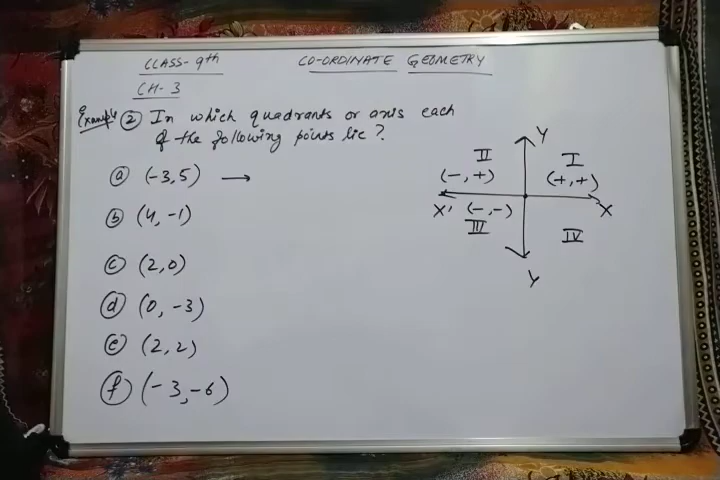 CLASS-9th
CO-ORDINATE GEOMETRY
CH-3
Example ② In which quadrants or axis each
of the following points lie?
ⓐ (-3,5) →
ⓑ (4,-1)
ⓒ (2,0)
ⓓ (0,-3)
ⓔ (2,2)
ⓕ (-3,-6)
Y
II I
(-,+) (+,+)
X' (-,-) X
III IV
Y